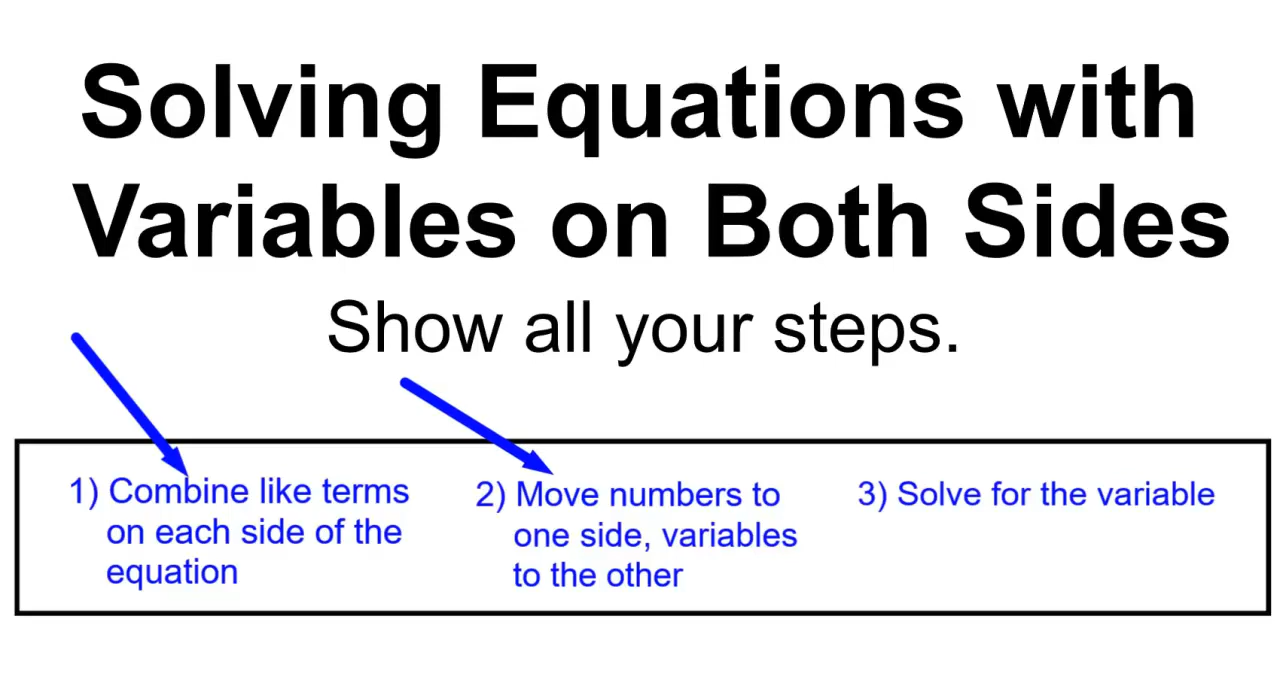 Solving Equations with
Variables on Both Sides
Show all your steps.
1) Combine like terms
on each side of the
equation
2) Move numbers to
one side, variables
to the other
3) Solve for the variable